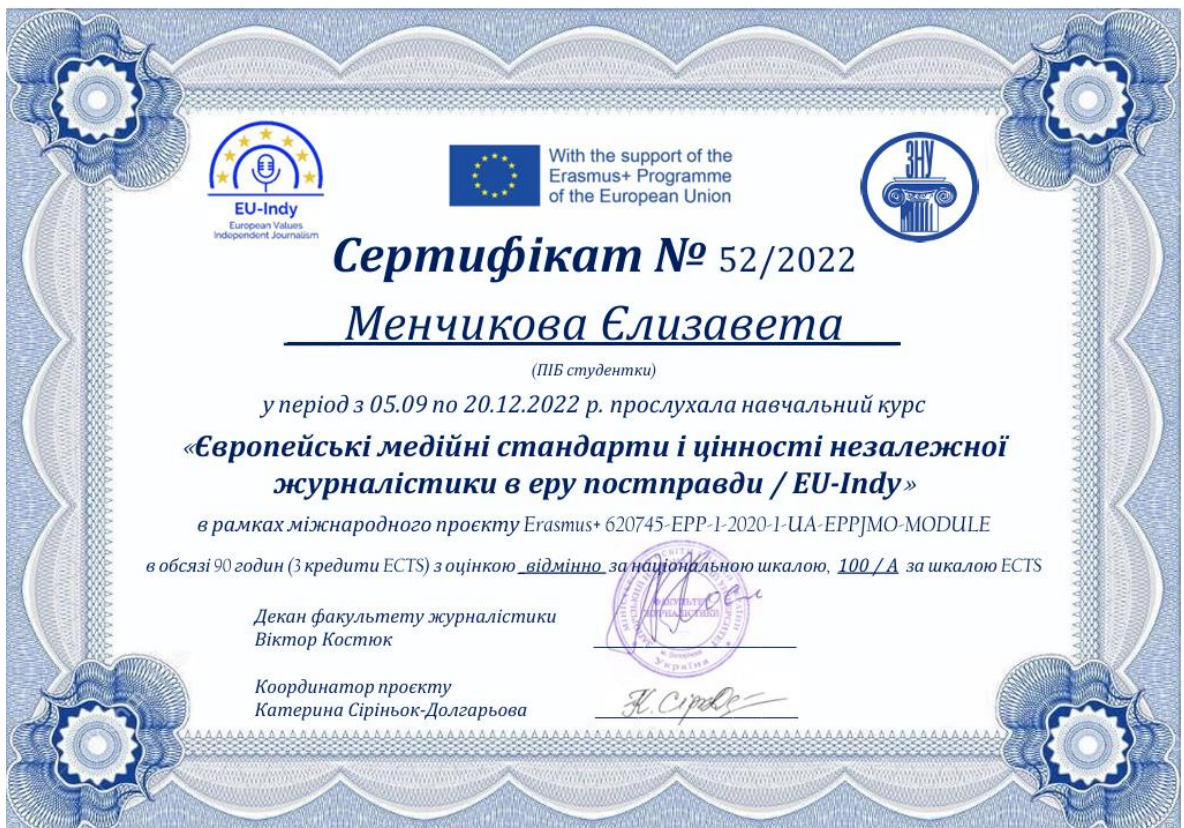 EU-Indy
European Values
Independent Journalism
With the support of the
Erasmus+ Programme
of the European Union
ЗНУ
Сертифікат № 52/2022
Менчикова Єлизавета
(ПІБ студентки)
у період з 05.09 по 20.12.2022 р. прослухала навчальний курс
«Європейські медійні стандарти і цінності незалежної
журналістики в еру постправди / EU-Indy»
в рамках міжнародного проєкту Erasmus+ 620745-EPP-1-2020-1-UA-EPPJMO-MODULE
в обсязі 90 годин (3 кредити ECTS) з оцінкою відмінно за національною шкалою, 100 / A за шкалою ECTS
Декан факультету журналістики
Віктор Костюк
Координатор проєкту
Катерина Сіріньок-Долгарьова
ФАКУЛЬТЕТ
ЖУРНАЛІСТИКИ
Україна